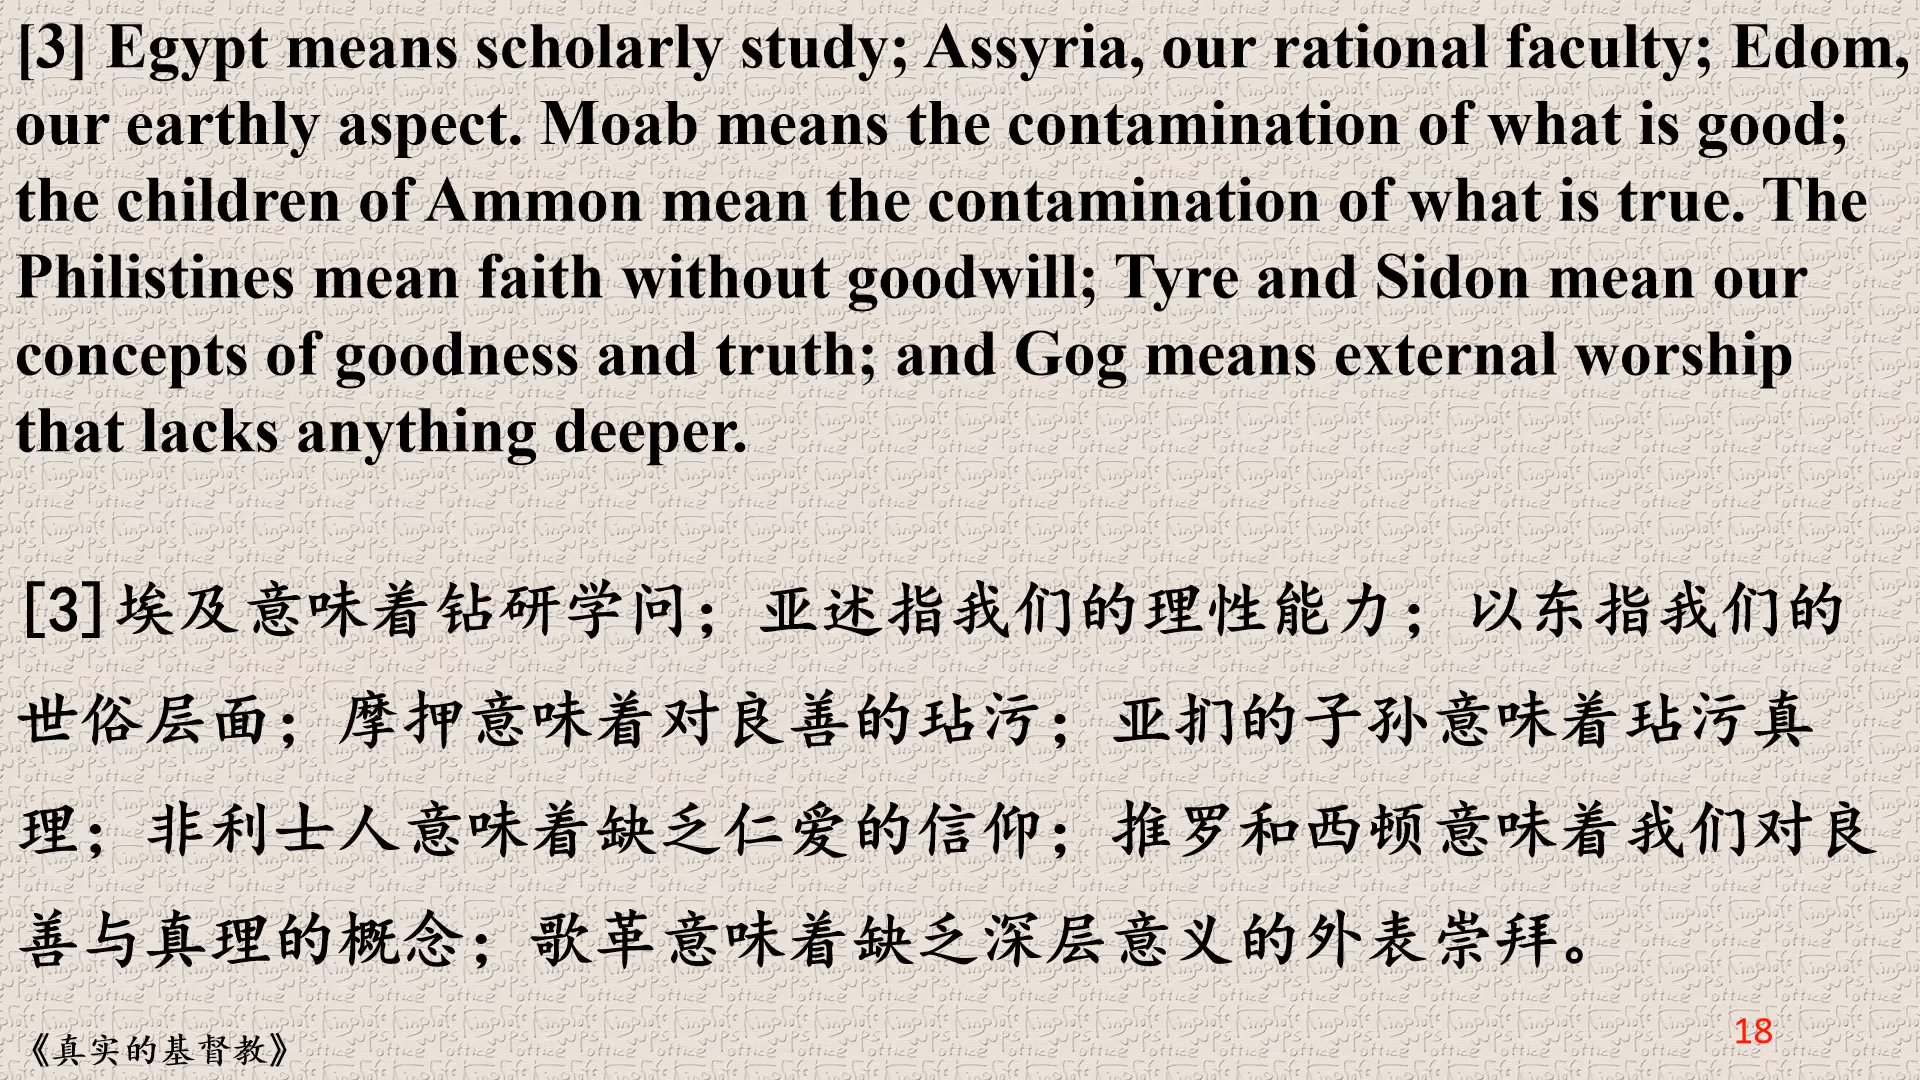 [3] Egypt means scholarly study; Assyria, our rational faculty; Edom,
our earthly aspect. Moab means the contamination of what is good;
the children of Ammon mean the contamination of what is true. The
Philistines mean faith without goodwill; Tyre and Sidon mean our
concepts of goodness and truth; and Gog means external worship
that lacks anything deeper.
[3]埃及意味着钻研学问；亚述指我们的理性能力；以东指我们的
世俗层面；摩押意味着对良善的玷污；亚扪的子孙意味着玷污真
理；非利士人意味着缺乏仁爱的信仰；推罗和西顿意味着我们对良
善与真理的概念；歌革意味着缺乏深层意义的外表崇拜。
《真实的基督教》
18